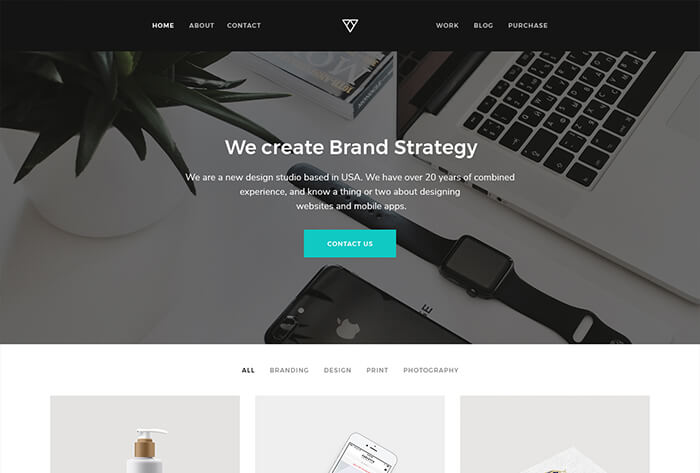 HOME ABOUT CONTACT WORK BLOG PURCHASE
We create Brand Strategy
We are a new design studio based in USA. We have over 20 years of combined
experience, and know a thing or two about designing
websites and mobile apps.
CONTACT US
ALL BRANDING DESIGN PRINT PHOTOGRAPHY